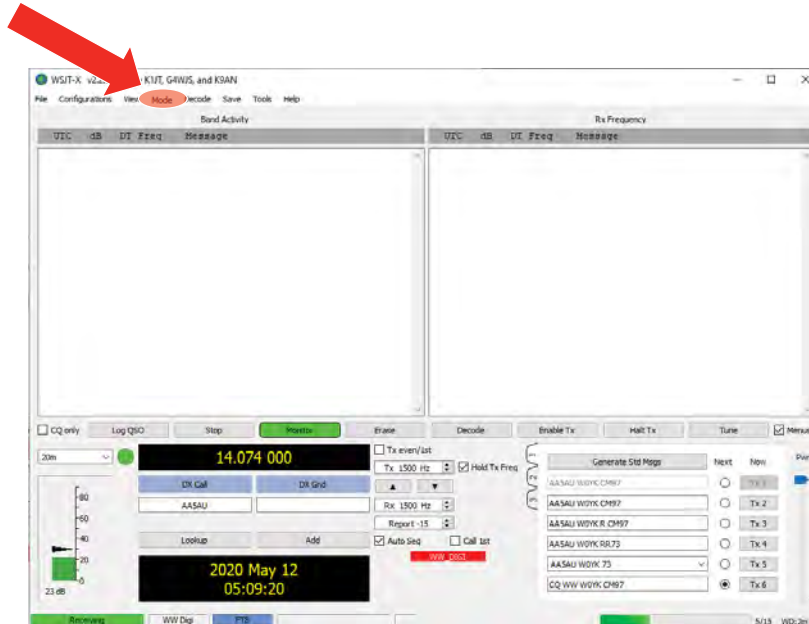 WSJT-X v2.2 K1JT, G4WJS, and K9AN
File Configurations View Mode Decode Save Tools Help
Band Activity
Rx Frequency
UTC dB DT Freq Message
UTC dB DT Freq Message
CQ only Log QSO Stop Monitor Erase Decode Enable Tx Halt Tx Tune Menus
20m
14.074 000
Tx even/1st
Tx 1500 Hz
Hold Tx Freq
DX Call
DX Grid
AA5AU
Rx 1500 Hz
Report -15
Lookup
Add
Auto Seq
Call 1st
WW_DIGI
2020 May 12
05:09:20
80
60
40
20
0
23 dB
1
2
3
Generate Std Msgs
Next
Now
Pwr
AA5AU W0YK CM97
Tx 1
AA5AU W0YK CM97
Tx 2
AA5AU W0YK R CM97
Tx 3
AA5AU W0YK RR73
Tx 4
AA5AU W0YK 73
Tx 5
CQ WW W0YK CM97
Tx 6
Receiving
WW Digi
FT8
5/15